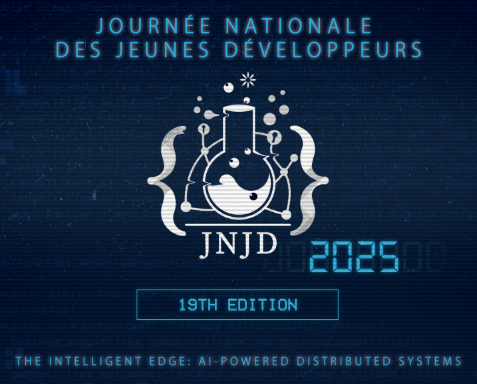 JOURNÉE NATIONALE
DES JEUNES DÉVELOPPEURS
JNJD
2025
19TH EDITION
THE INTELLIGENT EDGE: AI-POWERED DISTRIBUTED SYSTEMS